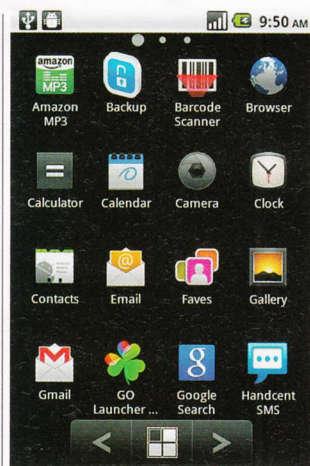 9:50 AM
amazon
MP3
Amazon
MP3
Backup
Barcode
Scanner
Browser
Calculator
Calendar
Camera
Clock
Contacts
Email
Faves
Gallery
Gmail
GO
Launcher ...
Google
Search
Handcent
SMS